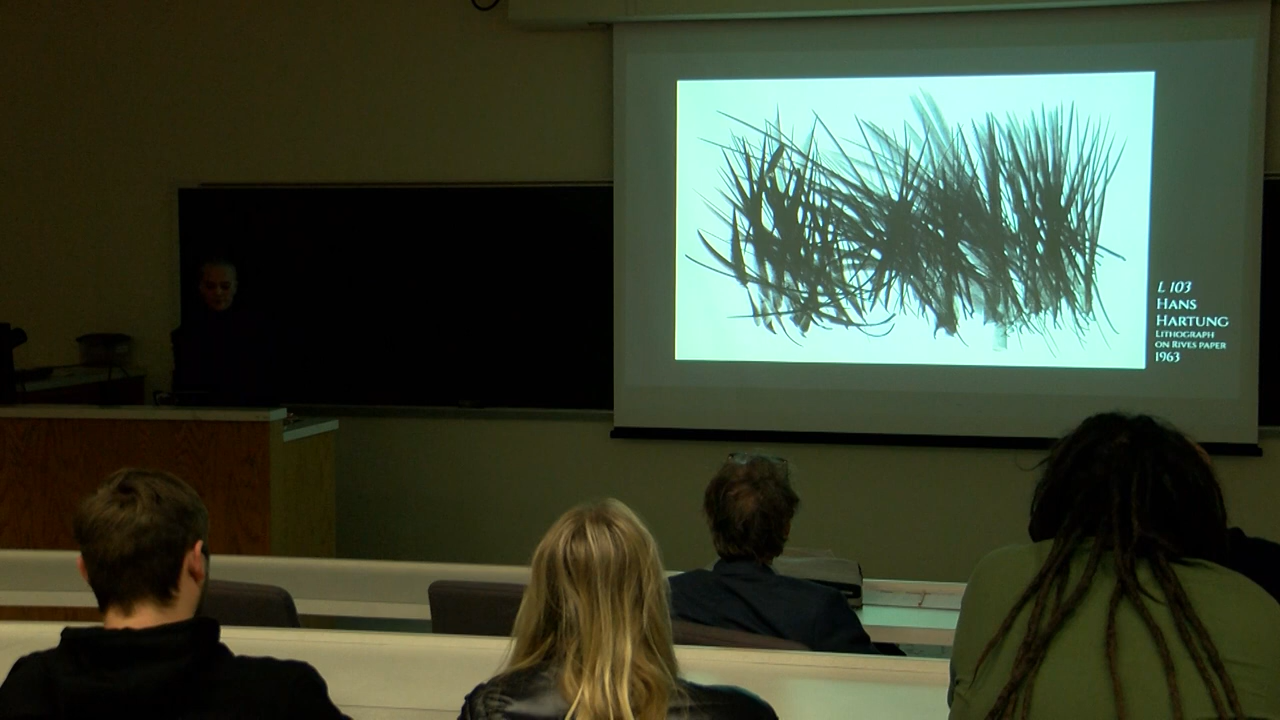 L 103
HANS
HARTUNG
LITHOGRAPH
ON RIVES PAPER
1963